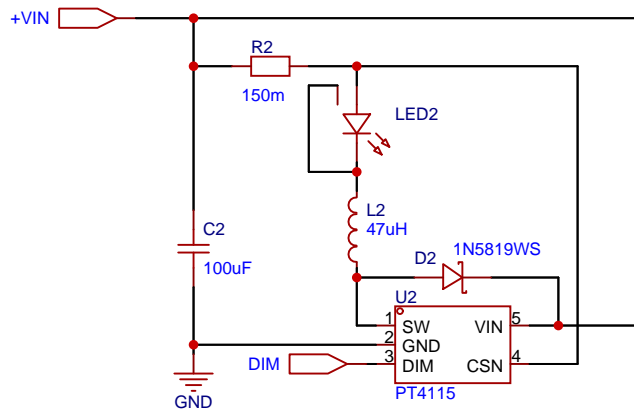 +VIN
R2
150m
LED2
C2
100uF
L2
47uH
D2
1N5819WS
U2
1 SW VIN 5
2 GND
3 DIM CSN 4
DIM
PT4115
GND